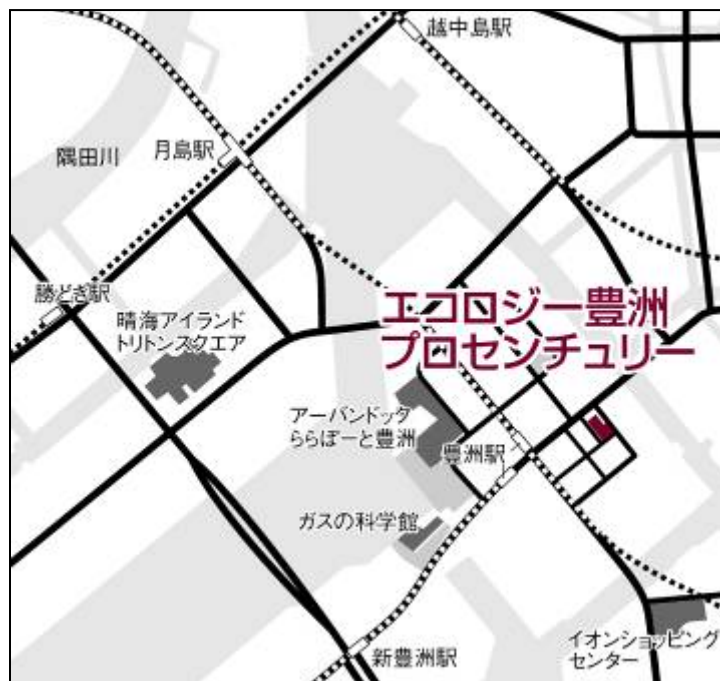 越中島駅
月島駅
隅田川
勝どき駅
晴海アイランド
トリトンスクエア
エコロジー豊洲
プロセンチュリー
アーバンドッグ
ららぽーと豊洲
豊洲駅
ガスの科学館
新豊洲駅
イオンショッピング
センター